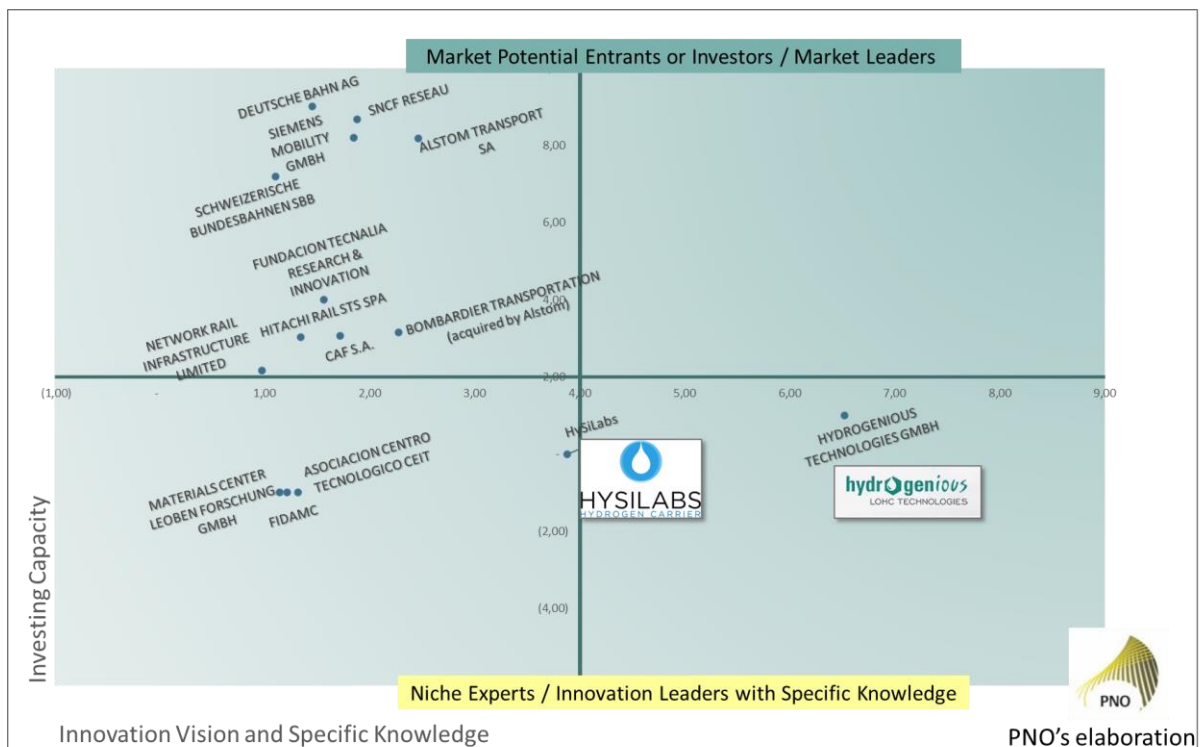 Market Potential Entrants or Investors / Market Leaders
DEUTSCHE BAHN AG
SNCF RESEAU
SIEMENS
MOBILITY
GMBH
ALSTOM TRANSPORT
SA
8,00
SCHWEIZERISCHE
BUNDESBAHNEN SBB
6,00
FUNDACION TECNALIA
RESEARCH &
INNOVATION
4,00
HITACHI RAIL STS SPA
BOMBARDIER TRANSPORTATION
(acquired by Alstom)
NETWORK RAIL
INFRASTRUCTURE
LIMITED
CAF S.A.
2,00
(1,00)
-
1,00
2,00
3,00
4,00
5,00
6,00
7,00
8,00
9,00
HySiLabs
-
HYDROGENIOUS
TECHNOLOGIES GMBH
ASOCIACION CENTRO
TECNOLOGICO CEIT
MATERIALS CENTER
LEOBEN FORSCHUNG
GMBH
FIDAMC
HYSILABS
HYDROGEN CARRIER
hydrogenious
LOHC TECHNOLOGIES
(2,00)
(4,00)
Investing Capacity
Niche Experts / Innovation Leaders with Specific Knowledge
PNO
Innovation Vision and Specific Knowledge
PNO's elaboration